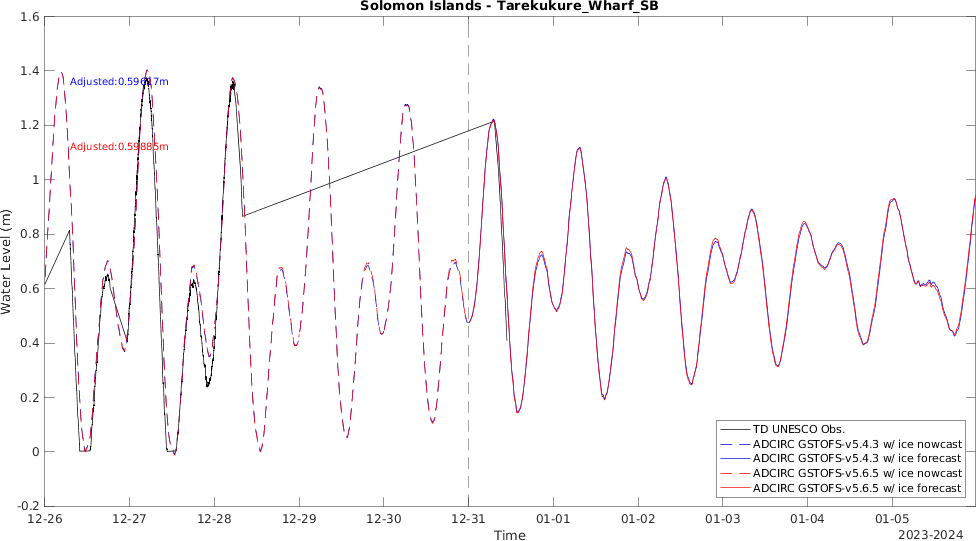 Solomon Islands - Tarekukure_Wharf_SB
1.6
1.4
1.2
1
0.8
0.6
0.4
0.2
0
-0.2
Water Level (m)
Adjusted:0.59617m
Adjusted:0.59885m
TD UNESCO Obs.
ADCIRC GSTOFS-v5.4.3 w/ ice nowcast
ADCIRC GSTOFS-v5.4.3 w/ ice forecast
ADCIRC GSTOFS-v5.6.5 w/ ice nowcast
ADCIRC GSTOFS-v5.6.5 w/ ice forecast
12-26 12-27 12-28 12-29 12-30 12-31 01-01 01-02 01-03 01-04 01-05
Time
2023-2024